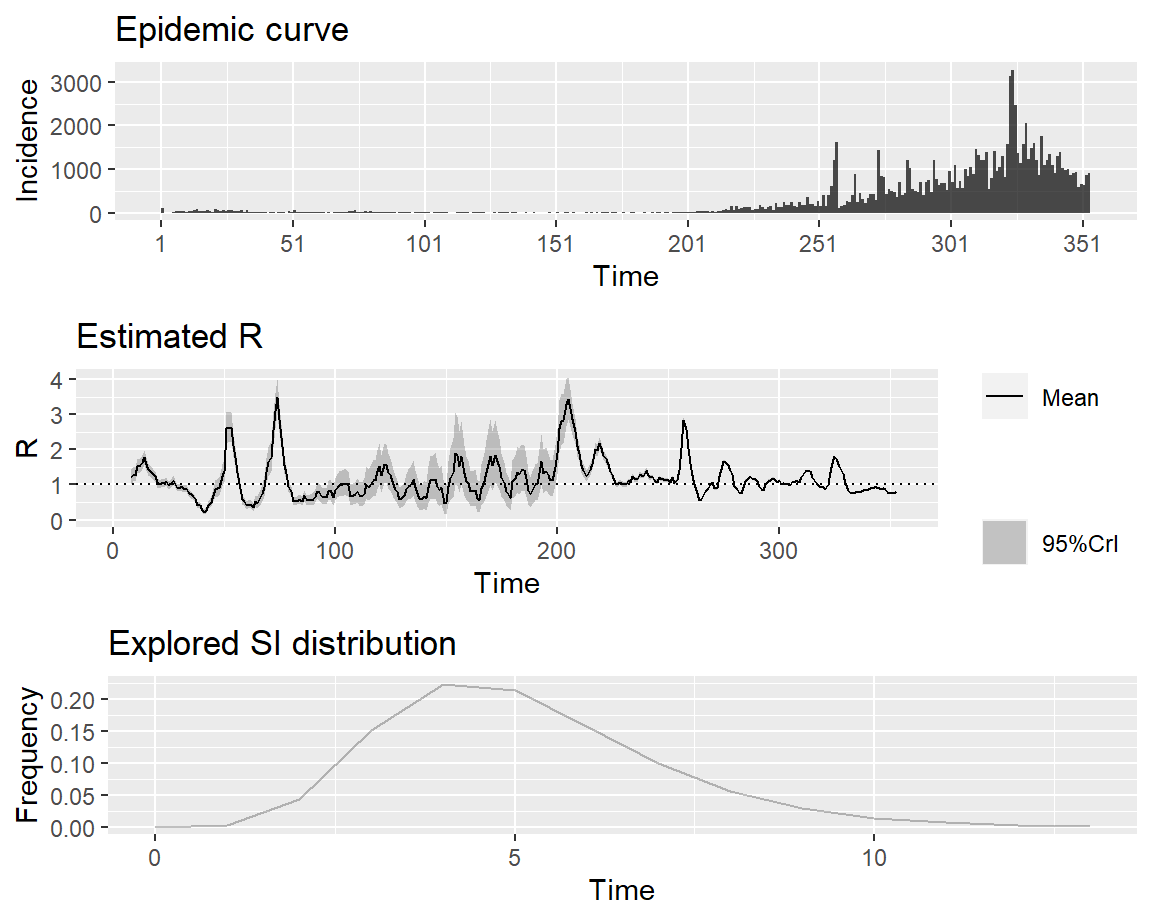 Epidemic curve
Incidence
3000
2000
1000
0
1 51 101 151 201 251 301 351
Time
Estimated R
R
4
3
2
1
0
0 100 200 300
Time
Mean
95%CrI
Explored SI distribution
Frequency
0.20
0.15
0.10
0.05
0.00
0 5 10
Time